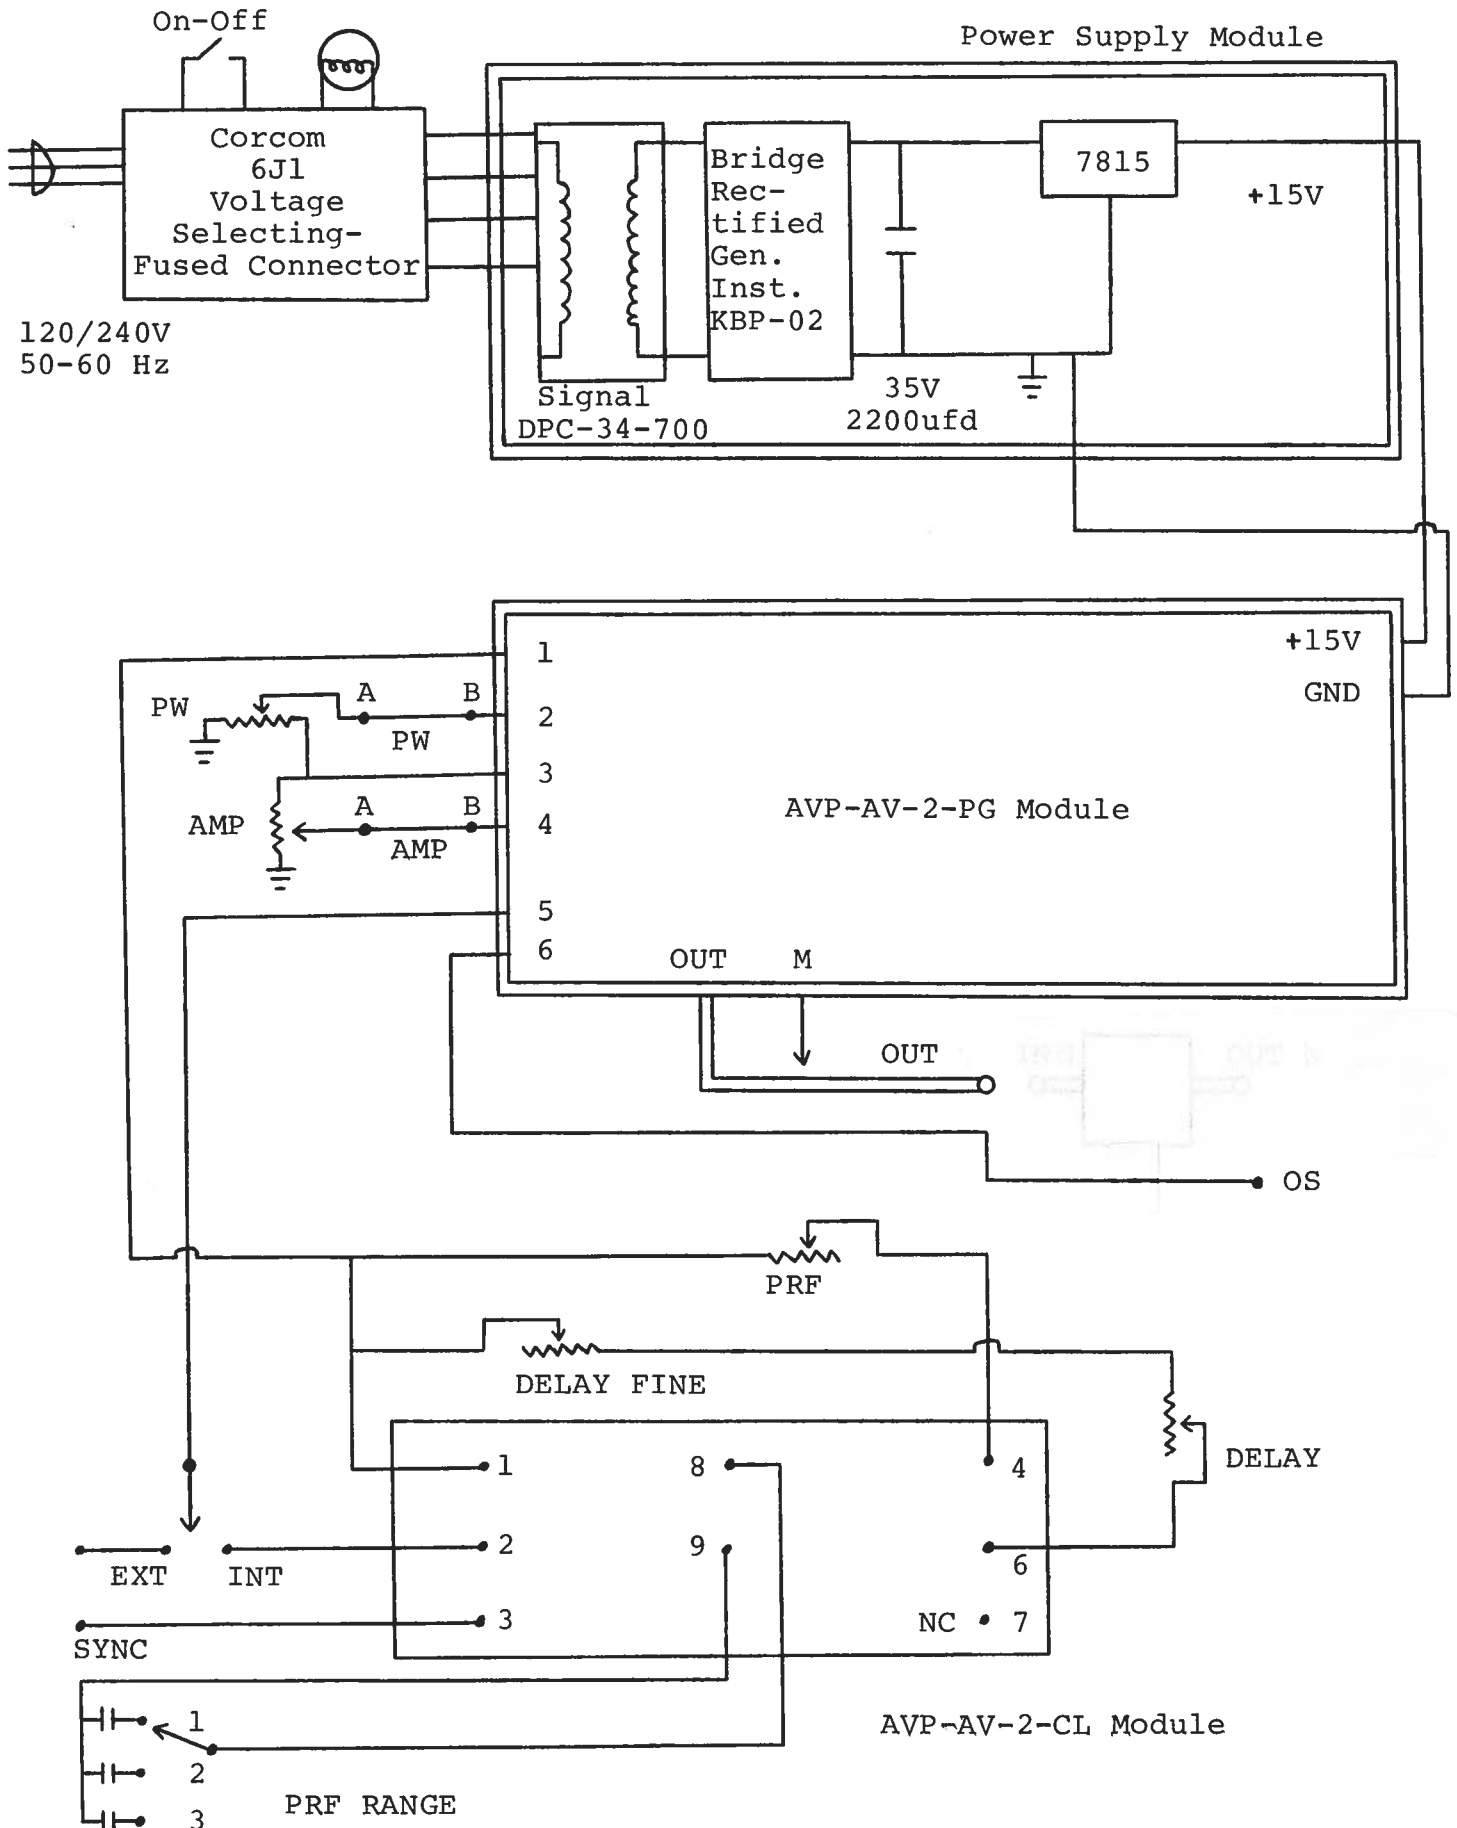 On-Off
Power Supply Module
Corcom
6J1
Voltage
Selecting-
Fused Connector
120/240V
50-60 Hz
Signal
DPC-34-700
Bridge
Rec-
tified
Gen.
Inst.
KBP-02
35V
2200ufd
7815
+15V
1
PW
A
B
2
PW
3
AMP
A
B
4
AMP
5
6
OUT
M
AVP-AV-2-PG Module
+15V
GND
OUT
OS
PRF
DELAY FINE
DELAY
1
8
4
2
9
6
3
NC
7
EXT
INT
SYNC
AVP-AV-2-CL Module
1
2
3
PRF RANGE